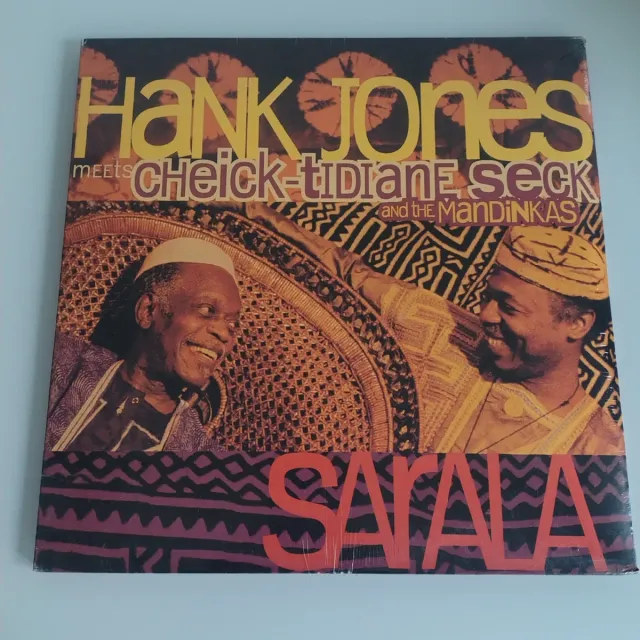 HaNK JONes
MEETS CHeick-tiDiaNE seck
and tHE MaNDiNKAS
SArALA